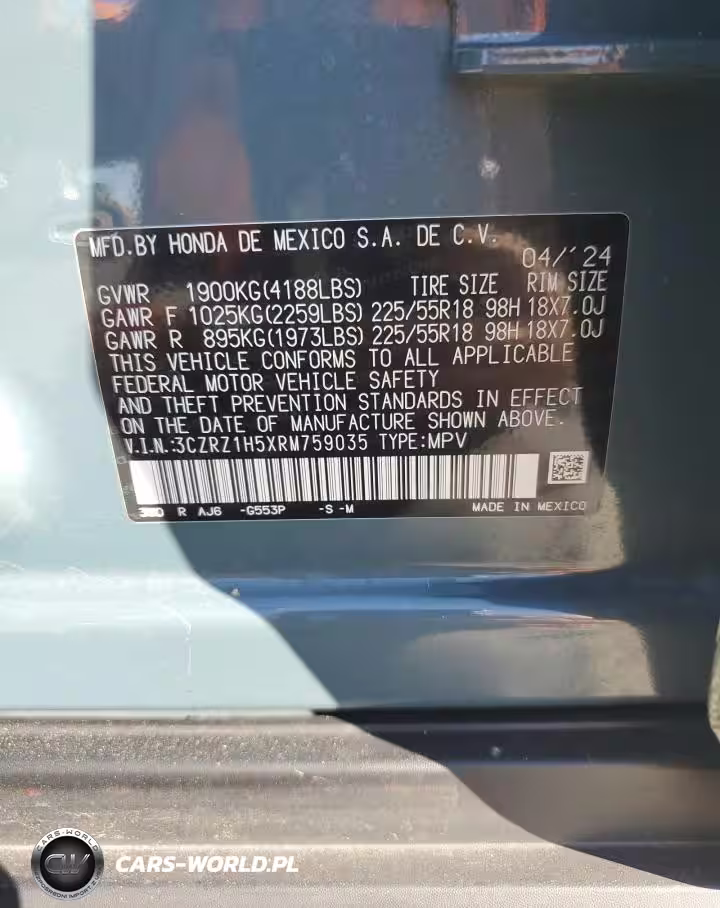 MFD.BY HONDA DE MEXICO S.A. DE C.V.
04/'24
GVWR 1900KG(4188LBS) TIRE SIZE RIM SIZE
GAWR F 1025KG(2259LBS) 225/55R18 98H 18X7.0J
GAWR R 895KG(1973LBS) 225/55R18 98H 18X7.0J
THIS VEHICLE CONFORMS TO ALL APPLICABLE
FEDERAL MOTOR VEHICLE SAFETY
AND THEFT PREVENTION STANDARDS IN EFFECT
ON THE DATE OF MANUFACTURE SHOWN ABOVE.
V.I.N.:3CZRZ1H5XRM759035 TYPE:MPV
R AJ6 -G553P -S -M MADE IN MEXICO
CARS-WORLD
CW
CARS-WORLD.PL